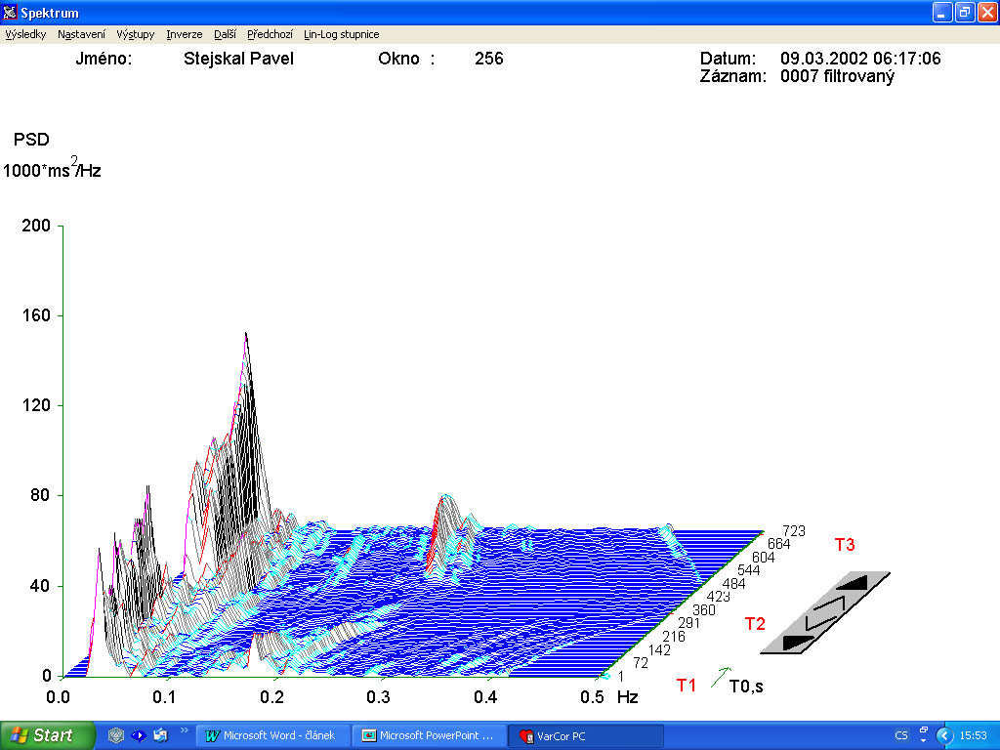 Spektrum
Výsledky Nastavení Výstupy Inverze Další Předchozí Lin-Log stupnice
Jméno: Stejskal Pavel Okno : 256 Datum: 09.03.2002 06:17:06
Záznam: 0007 filtrovaný
PSD
1000*ms2/Hz
200
160
120
80
40
0
0.0 0.1 0.2 0.3 0.4 0.5 Hz
723
664
604
544
484
423
360
291
216
142
72
1
T3
T2
T1
T0,s
Start Microsoft Word - článek Microsoft PowerPoint ... VarCor PC CS 15:53